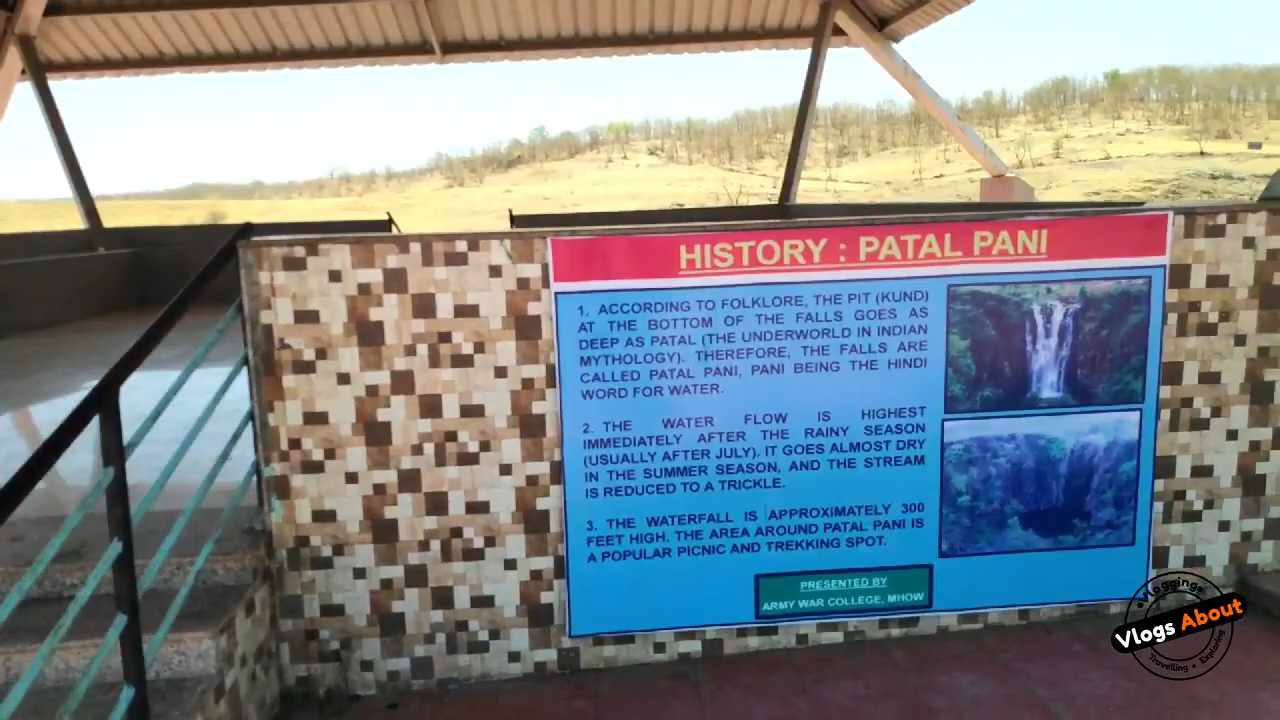 HISTORY : PATAL PANI
1. ACCORDING TO FOLKLORE, THE PIT (KUND)
AT THE BOTTOM OF THE FALLS GOES AS
DEEP AS PATAL (THE UNDERWORLD IN INDIAN
MYTHOLOGY). THEREFORE, THE FALLS ARE
CALLED PATAL PANI, PANI BEING THE HINDI
WORD FOR WATER.
2. THE WATER FLOW IS HIGHEST
IMMEDIATELY AFTER THE RAINY SEASON
(USUALLY AFTER JULY). IT GOES ALMOST DRY
IN THE SUMMER SEASON, AND THE STREAM
IS REDUCED TO A TRICKLE.
3. THE WATERFALL IS APPROXIMATELY 300
FEET HIGH. THE AREA AROUND PATAL PANI IS
A POPULAR PICNIC AND TREKKING SPOT.
PRESENTED BY
ARMY WAR COLLEGE, MHOW
Vlogging
Vlogs About
Travelling • Exploring